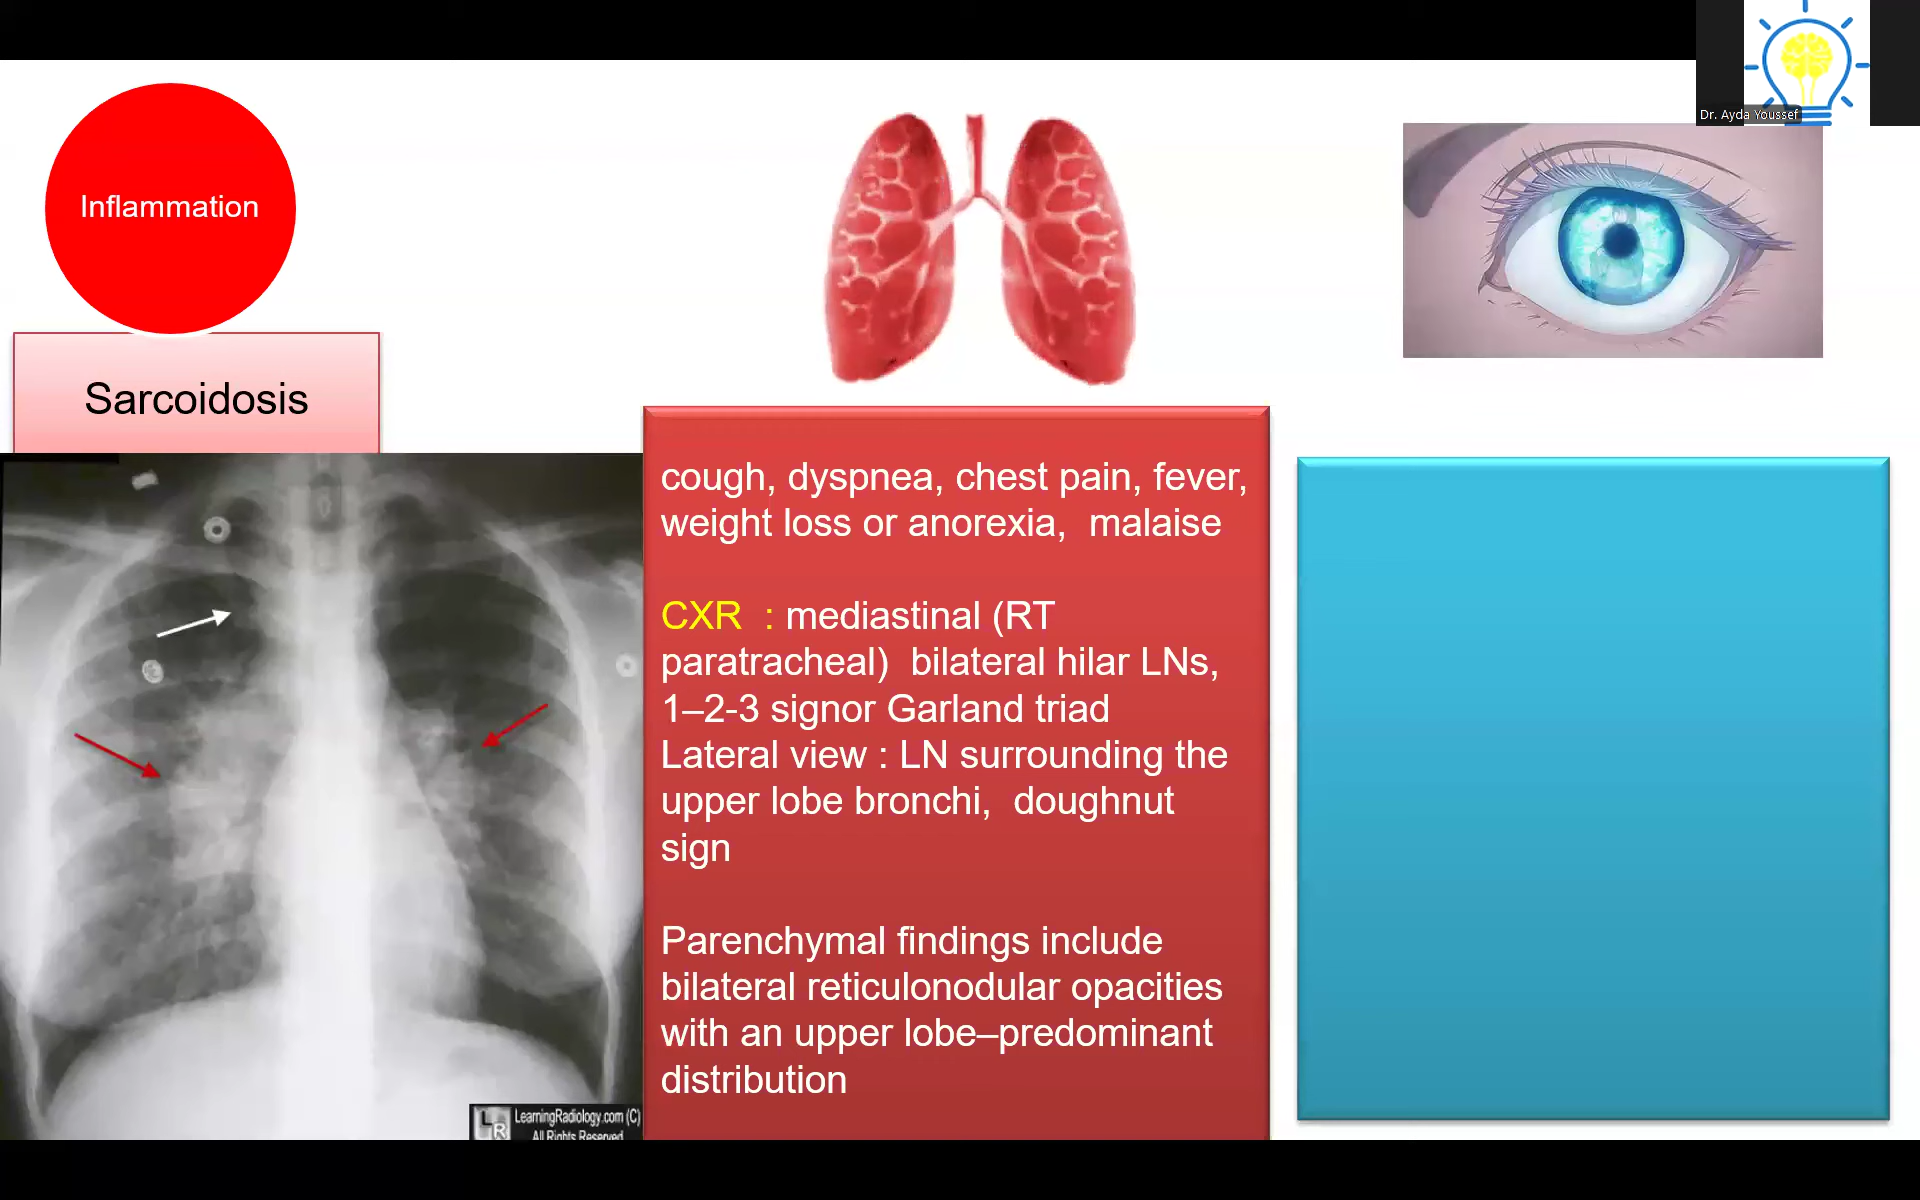 Dr. Ayda Youssef
Inflammation
Sarcoidosis
cough, dyspnea, chest pain, fever,
weight loss or anorexia, malaise
CXR : mediastinal (RT
paratracheal) bilateral hilar LNs,
1–2-3 signor Garland triad
Lateral view : LN surrounding the
upper lobe bronchi, doughnut
sign
Parenchymal findings include
bilateral reticulonodular opacities
with an upper lobe–predominant
distribution
LR
LearningRadiology.com (C)
All Rights Reserved